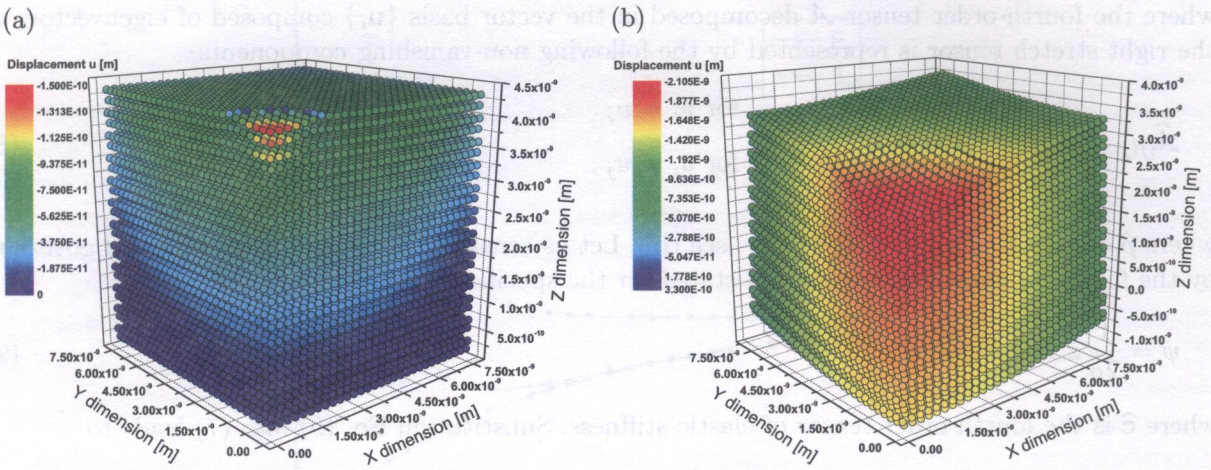 where the fourth-order tensor A decomposed in the vector basis {u_i} composed of eigenvector
the right stretch tensor is represented by the following non-vanishing components
(a)
(b)
Displacement u [m]
-1.500E-10
-1.313E-10
-1.125E-10
-9.375E-11
-7.500E-11
-5.625E-11
-3.750E-11
-1.875E-11
0
4.5x10⁻⁹
4.0x10⁻⁹
3.5x10⁻⁹
3.0x10⁻⁹
2.5x10⁻⁹
2.0x10⁻⁹
1.5x10⁻⁹
1.0x10⁻⁹
5.0x10⁻¹⁰
Z dimension [m]
7.50x10⁻⁹
6.00x10⁻⁹
4.50x10⁻⁹
3.00x10⁻⁹
1.50x10⁻⁹
0.00
Y dimension [m]
0.00
1.50x10⁻⁹
3.00x10⁻⁹
4.50x10⁻⁹
6.00x10⁻⁹
7.50x10⁻⁹
X dimension [m]
Displacement u [m]
-2.105E-9
-1.877E-9
-1.648E-9
-1.420E-9
-1.192E-9
-9.636E-10
-7.353E-10
-5.070E-10
-2.788E-10
-5.047E-11
1.778E-10
3.300E-10
4.0x10⁻⁹
3.5x10⁻⁹
3.0x10⁻⁹
2.5x10⁻⁹
2.0x10⁻⁹
1.5x10⁻⁹
1.0x10⁻⁹
5.0x10⁻¹⁰
0.0
-5.0x10⁻¹⁰
-1.0x10⁻⁹
Z dimension [m]
7.50x10⁻⁹
6.00x10⁻⁹
4.50x10⁻⁹
3.00x10⁻⁹
1.50x10⁻⁹
0.00
Y dimension [m]
0.00
1.50x10⁻⁹
3.00x10⁻⁹
4.50x10⁻⁹
6.00x10⁻⁹
7.50x10⁻⁹
X dimension [m]
Let
by the
for the
where ĉ is the
elastic stiffness. Substitution